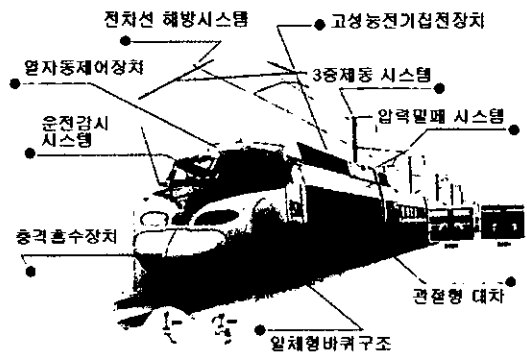 전차선 해방시스템
고성능전기집전장치
열자동제어장치
3중제동 시스템
운전감시
시스템
압력밀폐 시스템
충격흡수장치
관절형 대차
일체형바퀴구조